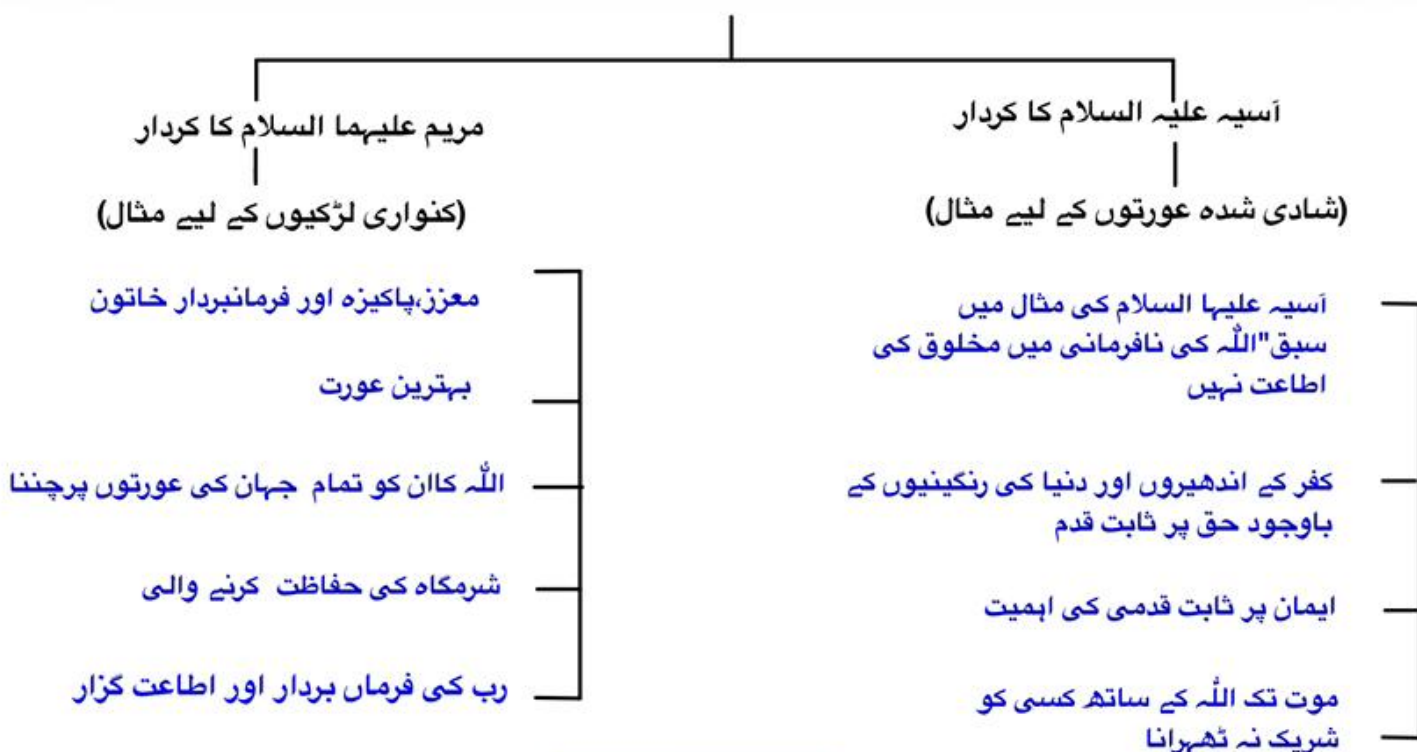 آسیہ علیہ السلام کا کردار
(شادی شدہ عورتوں کے لیے مثال)
آسیہ علیہا السلام کی مثال میں
سبق"اللّٰہ کی نافرمانی میں مخلوق کی
اطاعت نہیں
کفر کے اندھیروں اور دنیا کی رنگینیوں کے
باوجود حق پر ثابت قدم
ایمان پر ثابت قدمی کی اہمیت
موت تک اللّٰہ کے ساتھ کسی کو
شریک نہ ٹھہرانا
مریم علیہما السلام کا کردار
(کنواری لڑکیوں کے لیے مثال)
معزز،پاکیزہ اور فرمانبردار خاتون
بہترین عورت
اللّٰہ کاان کو تمام جہان کی عورتوں پرچننا
شرمگاہ کی حفاظت کرنے والی
رب کی فرماں بردار اور اطاعت گزار